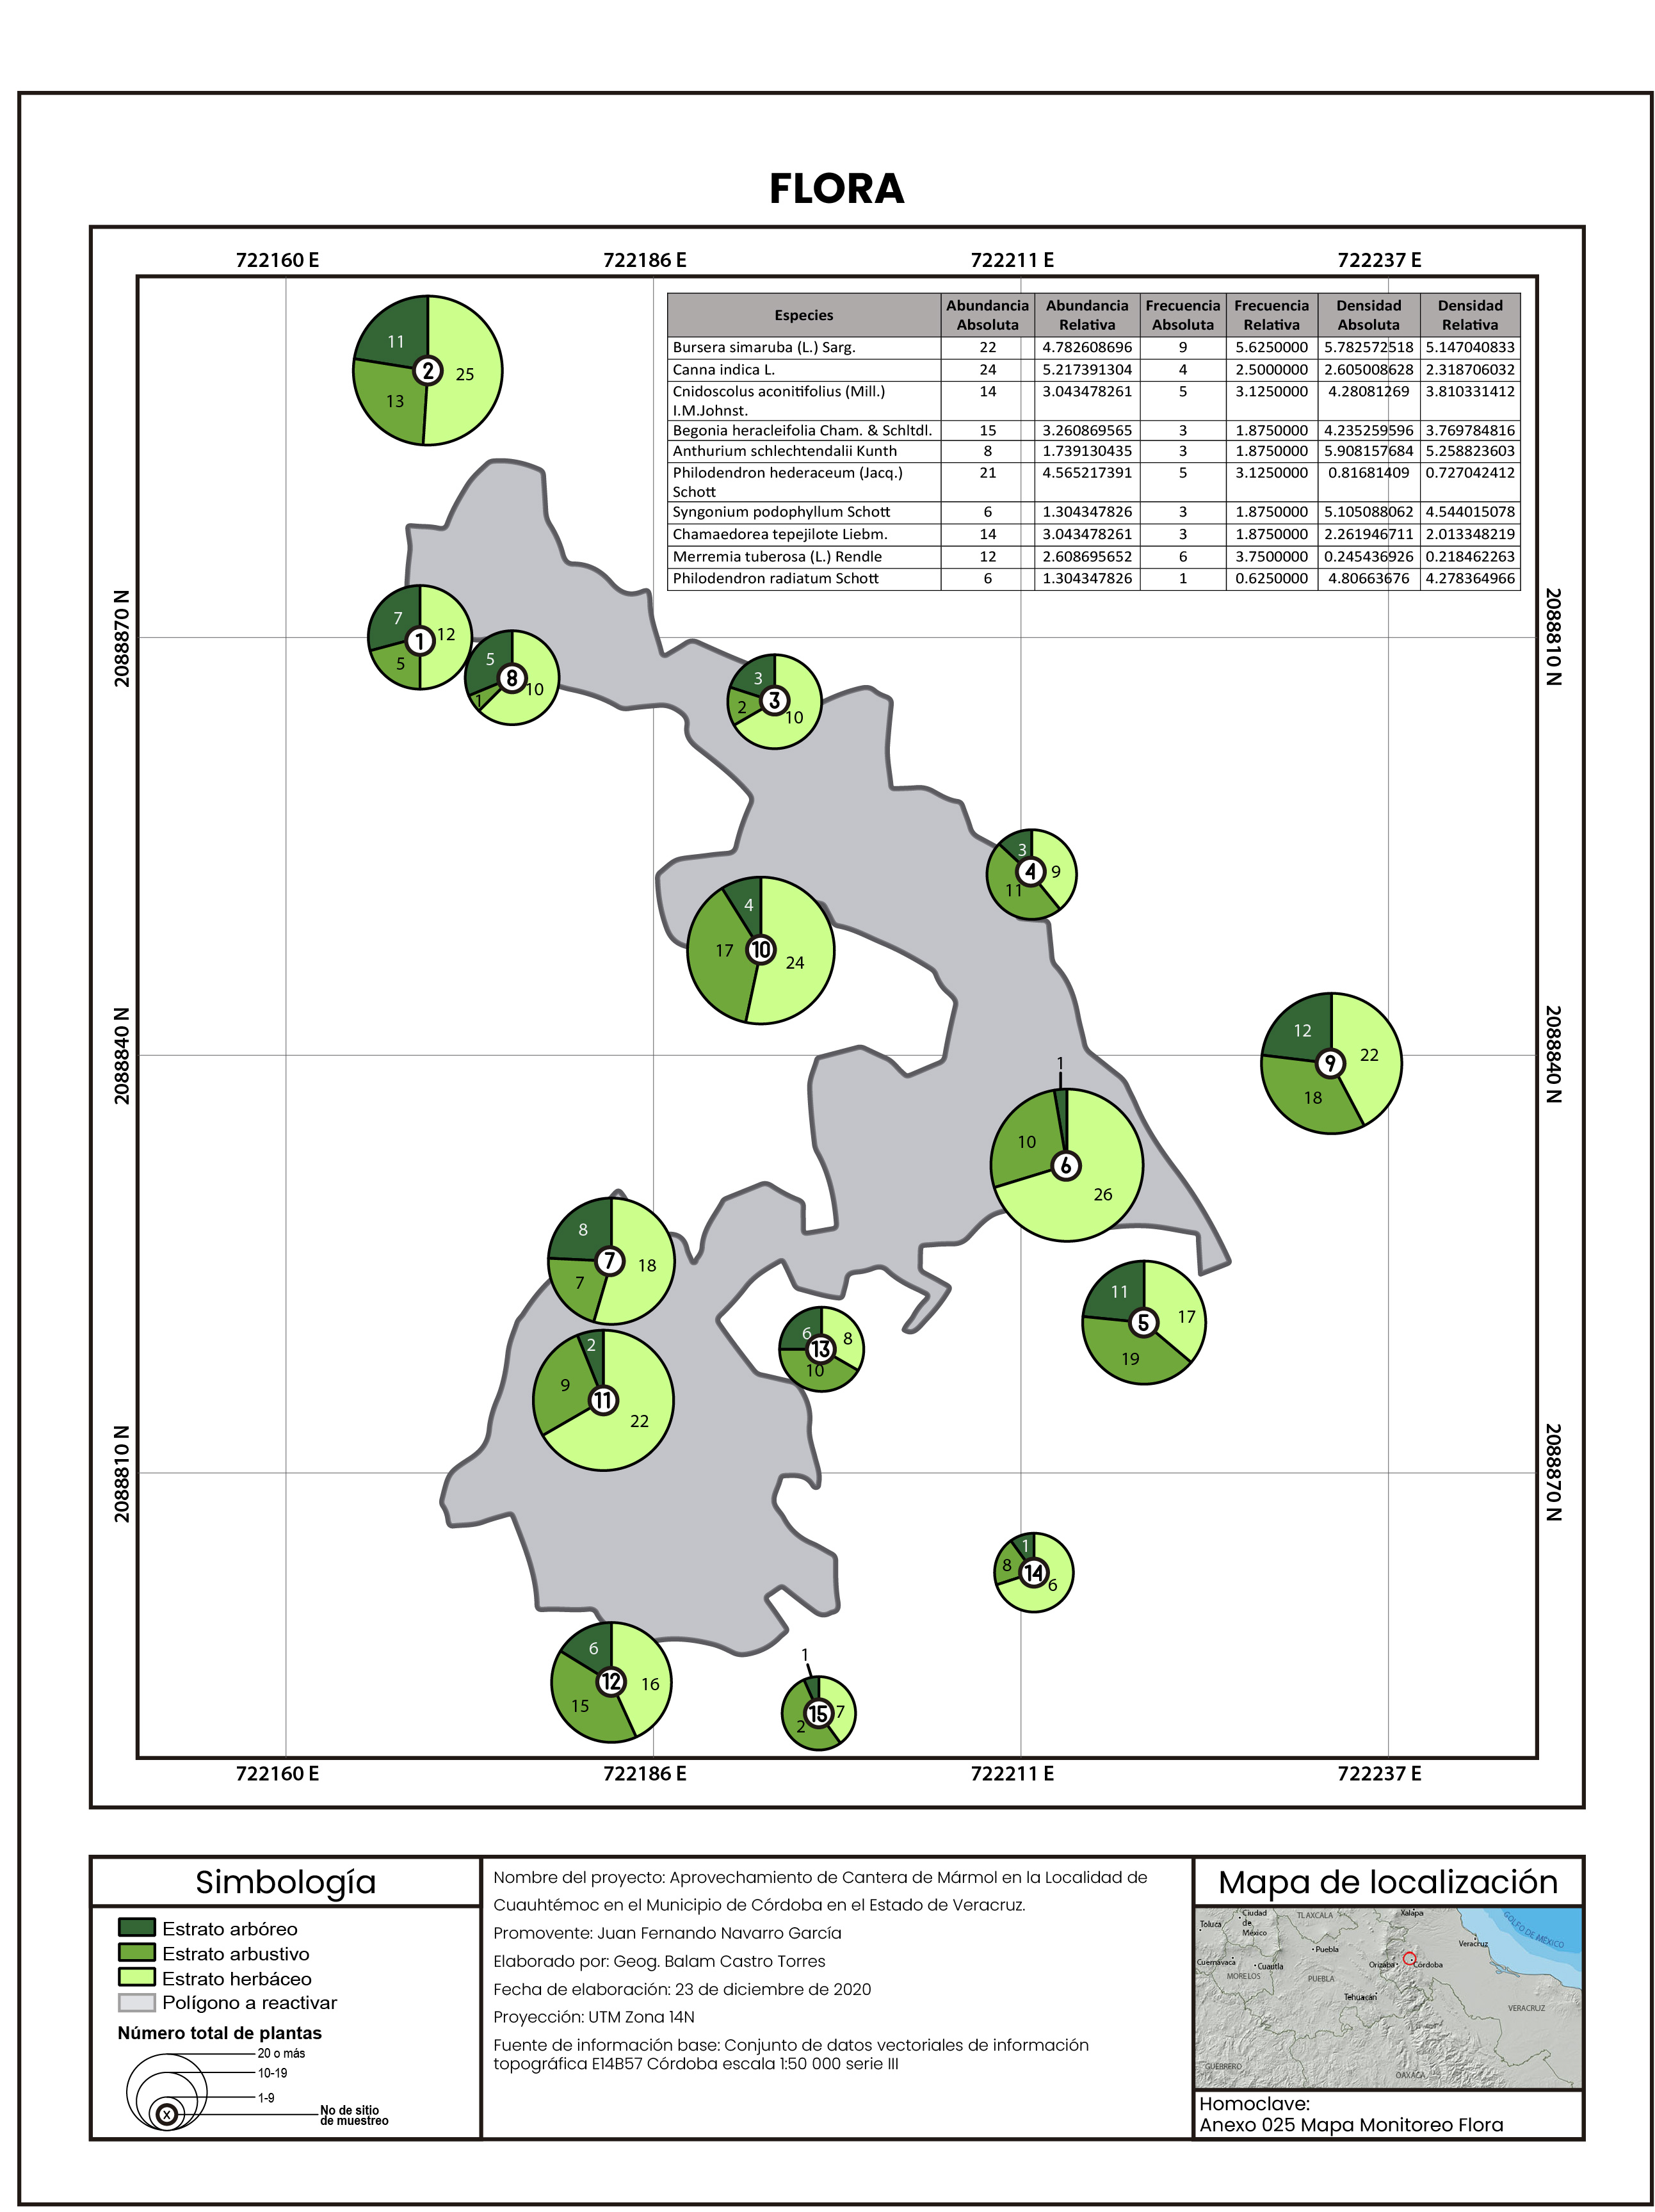 FLORA
722160 E
722186 E
722211 E
722237 E
Especies
Abundancia Absoluta
Abundancia Relativa
Frecuencia Absoluta
Frecuencia Relativa
Densidad Absoluta
Densidad Relativa
Bursera simaruba (L.) Sarg. 22 4.782608696 9 5.6250000 5.782572518 5.147040833
Canna indica L. 24 5.217391304 4 2.5000000 2.605008628 2.318706032
Cnidoscolus aconitifolius (Mill.) 14 3.043478261 5 3.1250000 4.28081269 3.810331412
I.M.Johnst.
Begonia heracleifolia Cham. & Schltdl. 15 3.260869565 3 1.8750000 4.235259596 3.769784816
Anthurium schlechtendalii Kunth 8 1.739130435 3 1.8750000 5.908157684 5.258823603
Philodendron hederaceum (Jacq.) 21 4.565217391 5 3.1250000 0.81681409 0.727042412
Schott
Syngonium podophyllum Schott 6 1.304347826 3 1.8750000 5.105088062 4.544015078
Chamaedorea tepejilote Liebm. 14 3.043478261 3 1.8750000 2.261946711 2.013348219
Merremia tuberosa (L.) Rendle 12 2.608695652 6 3.7500000 0.245436926 0.218462263
Philodendron radiatum Schott 6 1.304347826 1 0.6250000 4.80663676 4.278364966
11
2
25
13
2088870 N
2088810 N
7
1
12
5
5
8
10
1
3
3
2
10
3
4
9
11
4
17
10
24
2088840 N
2088840 N
12
9
22
18
1
10
6
26
8
7
18
7
11
5
17
19
6
13
8
10
2
9
11
22
2088810 N
2088870 N
1
8
14
6
6
12
16
15
1
15
7
2
722160 E
722186 E
722211 E
722237 E
Simbología
Estrato arbóreo
Estrato arbustivo
Estrato herbáceo
Polígono a reactivar
Número total de plantas
20 o más
10-19
1-9
X
No de sitio
de muestreo
Nombre del proyecto: Aprovechamiento de Cantera de Mármol en la Localidad de
Cuauhtémoc en el Municipio de Córdoba en el Estado de Veracruz.
Promovente: Juan Fernando Navarro García
Elaborado por: Geog. Balam Castro Torres
Fecha de elaboración: 23 de diciembre de 2020
Proyección: UTM Zona 14N
Fuente de información base: Conjunto de datos vectoriales de información
topográfica E14B57 Córdoba escala 1:50 000 serie III
Mapa de localización
Toluca
Ciudad
de
México
TLAXCALA
Xalapa
GOLFO DE MÉXICO
Puebla
Veracruz
Cuernavaca
Cuautla
Orizaba
Córdoba
MORELOS
PUEBLA
Tehuacán
VERACRUZ
GUERRERO
OAXACA
Homoclave:
Anexo 025 Mapa Monitoreo Flora